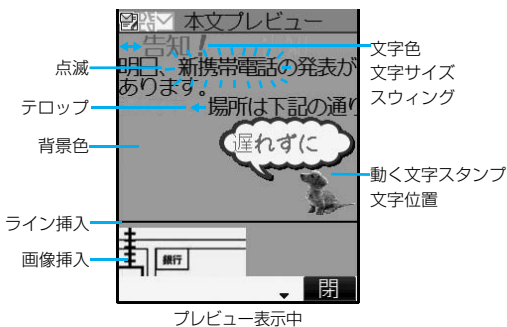 本文プレビュー
告知!
明日、新携帯電話の発表が
あります。
場所は下記の通り
遅れずに
銀行
閉
点滅
テロップ
背景色
ライン挿入
画像挿入
文字色
文字サイズ
スウィング
動く文字スタンプ
文字位置
プレビュー表示中